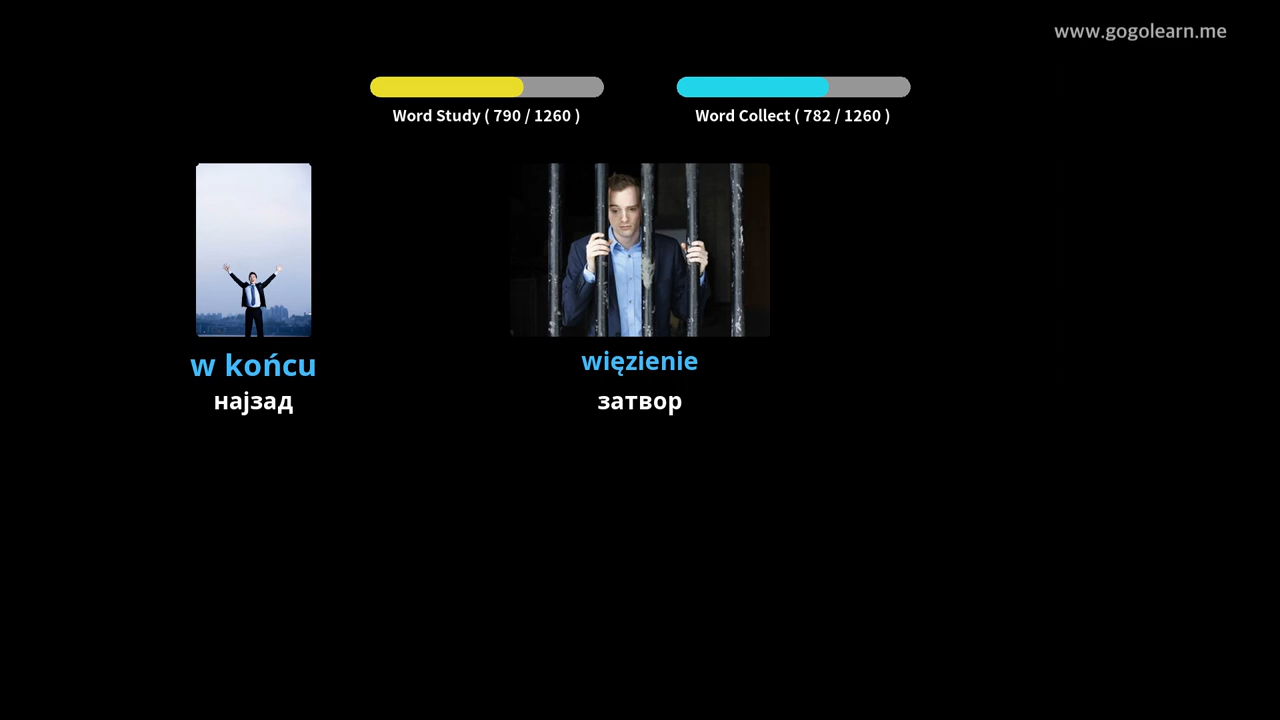 www.gogolearn.me
Word Study ( 790 / 1260 )
Word Collect ( 782 / 1260 )
w końcu
најзад
więzienie
затвор